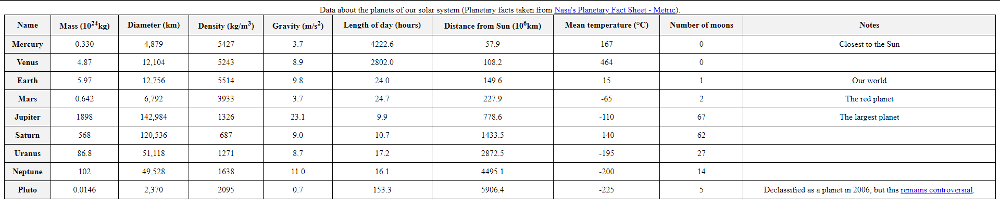 Data about the planets of our solar system (Planetary facts taken from Nasa's Planetary Fact Sheet - Metric).
Name Mass (10²⁴kg) Diameter (km) Density (kg/m³) Gravity (m/s²) Length of day (hours) Distance from Sun (10⁶km) Mean temperature (°C) Number of moons Notes
Mercury 0.330 4,879 5427 3.7 4222.6 57.9 167 0 Closest to the Sun
Venus 4.87 12,104 5243 8.9 2802.0 108.2 464 0
Earth 5.97 12,756 5514 9.8 24.0 149.6 15 1 Our world
Mars 0.642 6,792 3933 3.7 24.7 227.9 -65 2 The red planet
Jupiter 1898 142,984 1326 23.1 9.9 778.6 -110 67 The largest planet
Saturn 568 120,536 687 9.0 10.7 1433.5 -140 62
Uranus 86.8 51,118 1271 8.7 17.2 2872.5 -195 27
Neptune 102 49,528 1638 11.0 16.1 4495.1 -200 14
Pluto 0.0146 2,370 2095 0.7 153.3 5906.4 -225 5 Declassified as a planet in 2006, but this remains controversial.